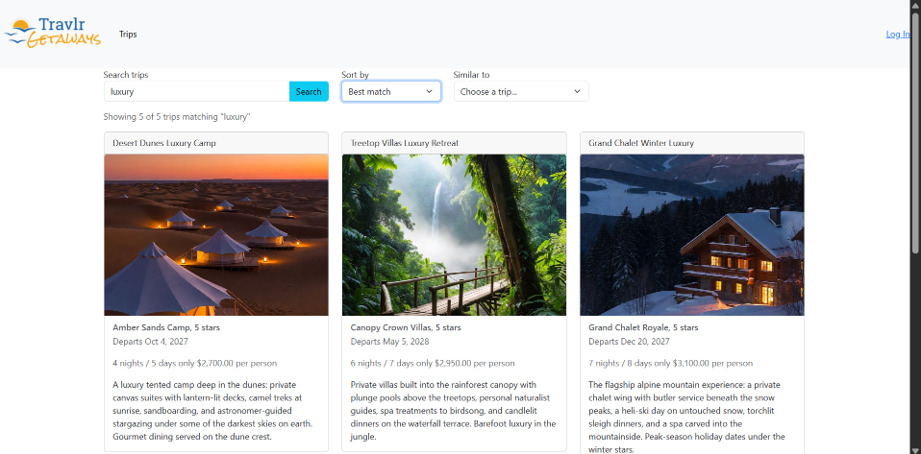 Travlr
GETAWAYS
Trips
Log In
Search trips
Sort by
Similar to
luxury
Search
Best match
Choose a trip...
Showing 5 of 5 trips matching "luxury"
Desert Dunes Luxury Camp
Amber Sands Camp, 5 stars
Departs Oct 4, 2027
4 nights / 5 days only $2,700.00 per person
A luxury tented camp deep in the dunes: private
canvas suites with lantern-lit decks, camel treks at
sunrise, sandboarding, and astronomer-guided
stargazing under some of the darkest skies on earth.
Gourmet dining served on the dune crest.
Treetop Villas Luxury Retreat
Canopy Crown Villas, 5 stars
Departs May 5, 2028
6 nights / 7 days only $2,950.00 per person
Private villas built into the rainforest canopy with
plunge pools above the treetops, personal naturalist
guides, spa treatments to birdsong, and candlelit
dinners on the waterfall terrace. Barefoot luxury in the
jungle.
Grand Chalet Winter Luxury
Grand Chalet Royale, 5 stars
Departs Dec 20, 2027
7 nights / 8 days only $3,100.00 per person
The flagship alpine mountain experience: a private
chalet wing with butler service beneath the snow
peaks, a heli-ski day on untouched snow, torchlit
sleigh dinners, and a spa carved into the
mountainside. Peak-season holiday dates under the
winter stars.